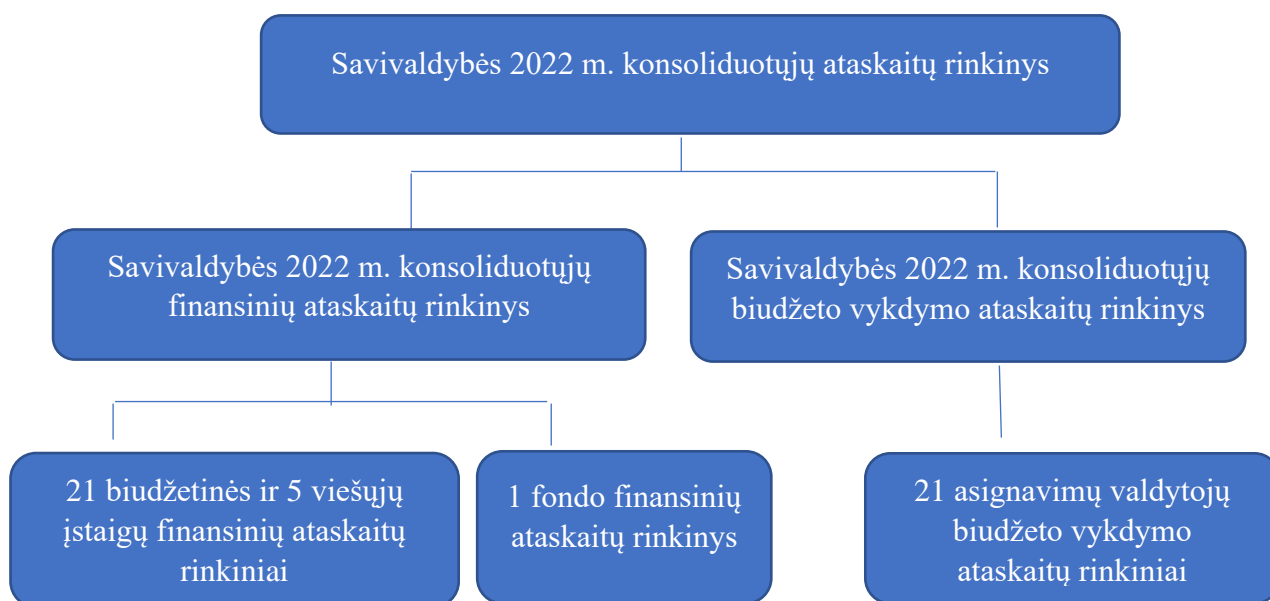 Savivaldybės 2022 m. konsoliduotųjų ataskaitų rinkinys
Savivaldybės 2022 m. konsoliduotųjų
finansinių ataskaitų rinkinys
Savivaldybės 2022 m. konsoliduotųjų
biudžeto vykdymo ataskaitų rinkinys
21 biudžetinės ir 5 viešųjų
įstaigų finansinių ataskaitų
rinkiniai
1 fondo finansinių
ataskaitų rinkinys
21 asignavimų valdytojų
biudžeto vykdymo
ataskaitų rinkiniai